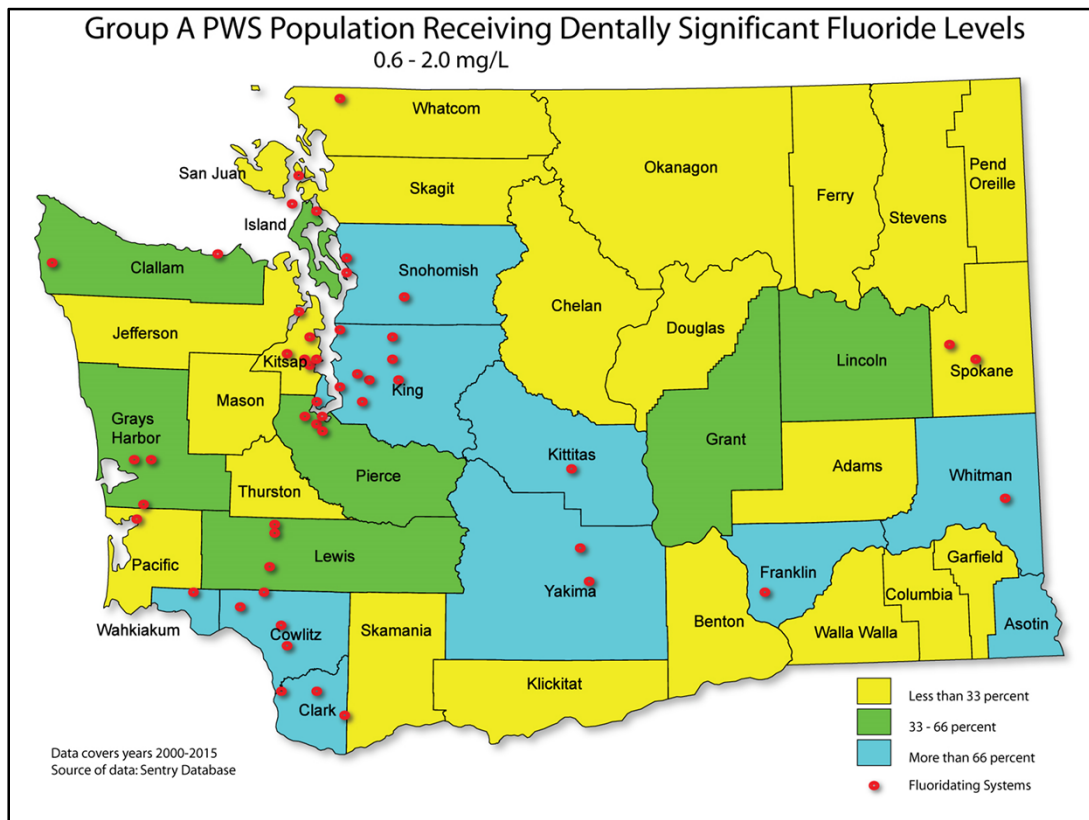 Group A PWS Population Receiving Dentally Significant Fluoride Levels
0.6 - 2.0 mg/L
Whatcom
San Juan
Skagit
Okanagon
Ferry
Stevens
Pend
Oreille
Island
Clallam
Snohomish
Chelan
Douglas
Jefferson
Kitsap
King
Lincoln
Spokane
Mason
Grays
Harbor
Grant
Kittitas
Pierce
Thurston
Adams
Whitman
Pacific
Lewis
Yakima
Franklin
Garfield
Columbia
Wahkiakum
Cowlitz
Skamania
Benton
Walla Walla
Asotin
Klickitat
Clark
Less than 33 percent
33 - 66 percent
More than 66 percent
Fluoridating Systems
Data covers years 2000-2015
Source of data: Sentry Database